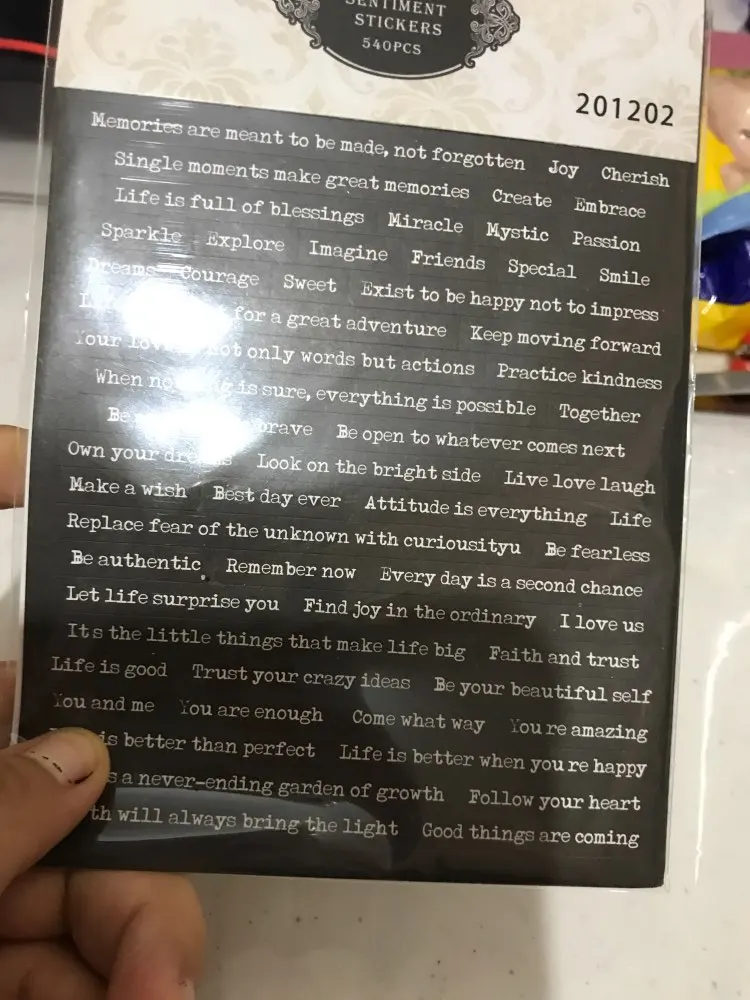 SENTIMENT
STICKERS
540PCS
201202
Memories are meant to be made, not forgotten Joy Cherish
Single moments make great memories Create Embrace
Life is full of blessings Miracle Mystic Passion
Sparkle Explore Imagine Friends Special Smile
Dreams Courage Sweet Exist to be happy not to impress
for a great adventure Keep moving forward
Your not only words but actions Practice kindness
When is sure, everything is possible Together
Be brave Be open to whatever comes next
Own your Look on the bright side Live love laugh
Make a wish Best day ever Attitude is everything Life
Replace fear of the unknown with curiousityu Be fearless
Be authentic Remember now Every day is a second chance
Let life surprise you Find joy in the ordinary I love us
Its the little things that make life big Faith and trust
Life is good Trust your crazy ideas Be your beautiful self
You and me You are enough Come what way You re amazing
is better than perfect Life is better when you re happy
a never-ending garden of growth Follow your heart
will always bring the light Good things are coming